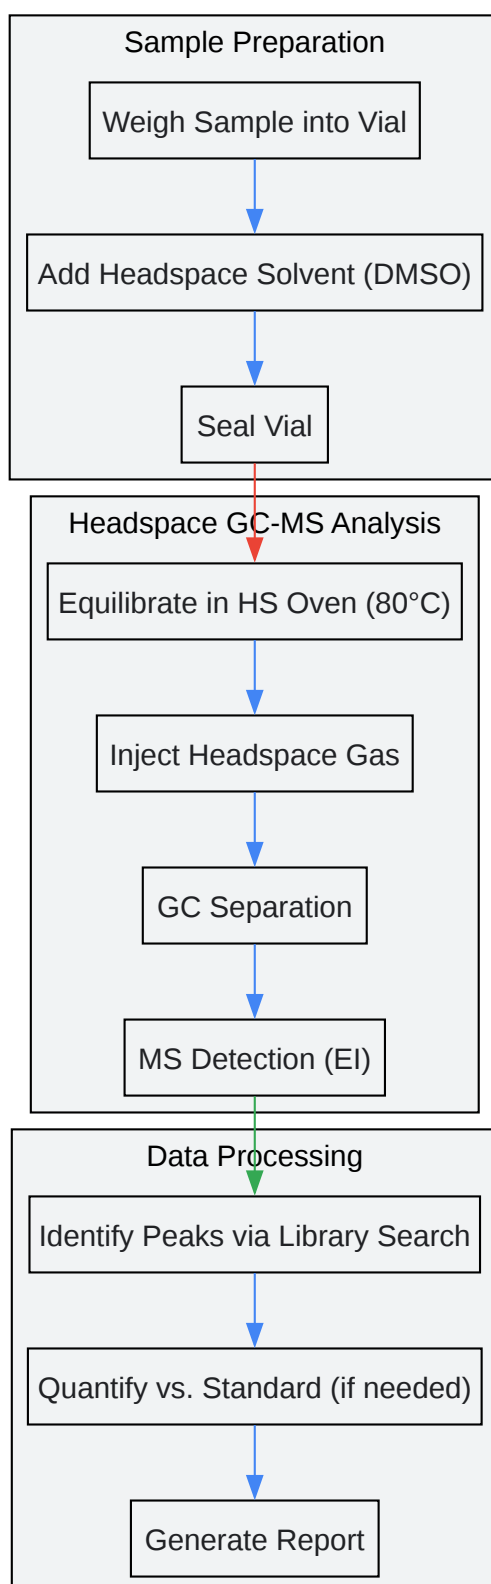 Sample Preparation
Weigh Sample into Vial
Add Headspace Solvent (DMSO)
Seal Vial
Headspace GC-MS Analysis
Equilibrate in HS Oven (80°C)
Inject Headspace Gas
GC Separation
MS Detection (EI)
Data Processing
Identify Peaks via Library Search
Quantify vs. Standard (if needed)
Generate Report